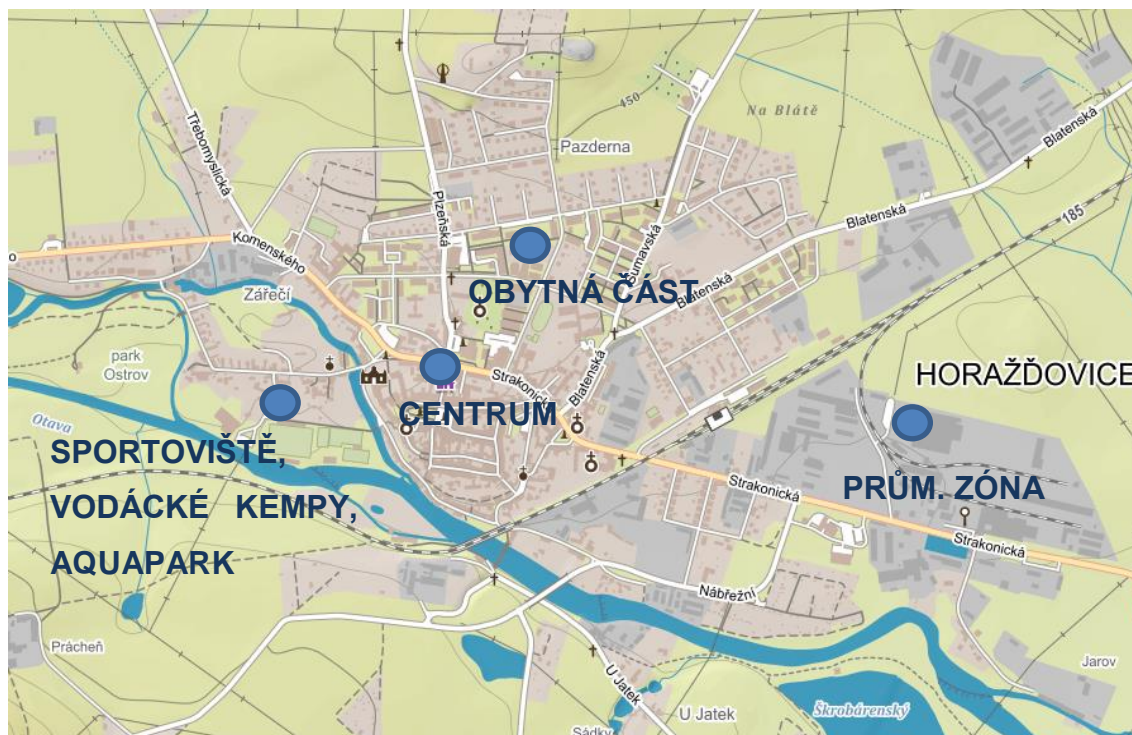 450
Na Blátě
Blatenská
Třebomyslická
Pazderna
185
Plzeňská
Blatenská
Komenského
Šumavská
Zářečí
OBYTNÁ ČÁST
Blatenská
park
Ostrov
Strakonická
Blatenská
HORAŽĎOVICE
Otava
CENTRUM
SPORTOVIŠTĚ,
VODÁCKÉ KEMPY,
AQUAPARK
Strakonická
PRŮM. ZÓNA
Strakonická
Nábřežní
Prácheň
Jarov
U Jatek
U Jatek
Škrobárenský
Sádky